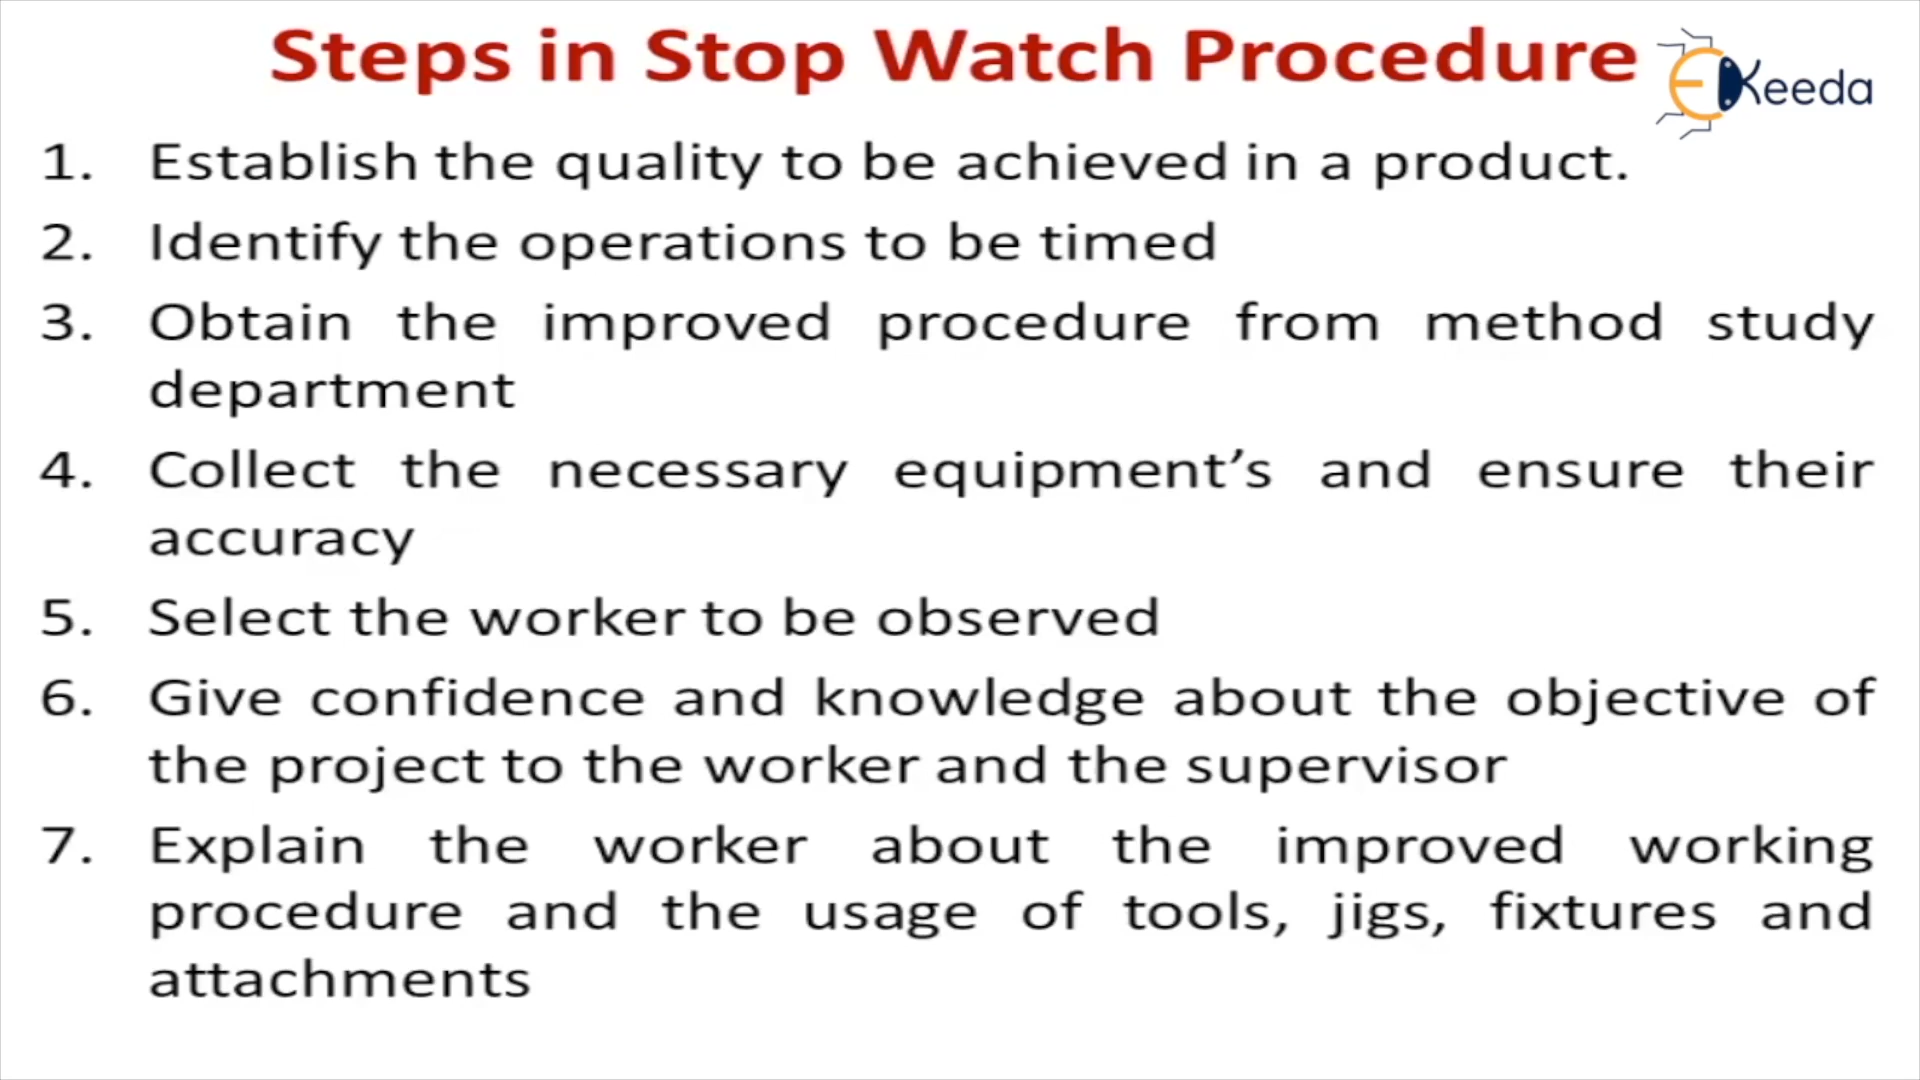 Steps in Stop Watch Procedure
EKeeda
1. Establish the quality to be achieved in a product.
2. Identify the operations to be timed
3. Obtain the improved procedure from method study
department
4. Collect the necessary equipment’s and ensure their
accuracy
5. Select the worker to be observed
6. Give confidence and knowledge about the objective of
the project to the worker and the supervisor
7. Explain the worker about the improved working
procedure and the usage of tools, jigs, fixtures and
attachments